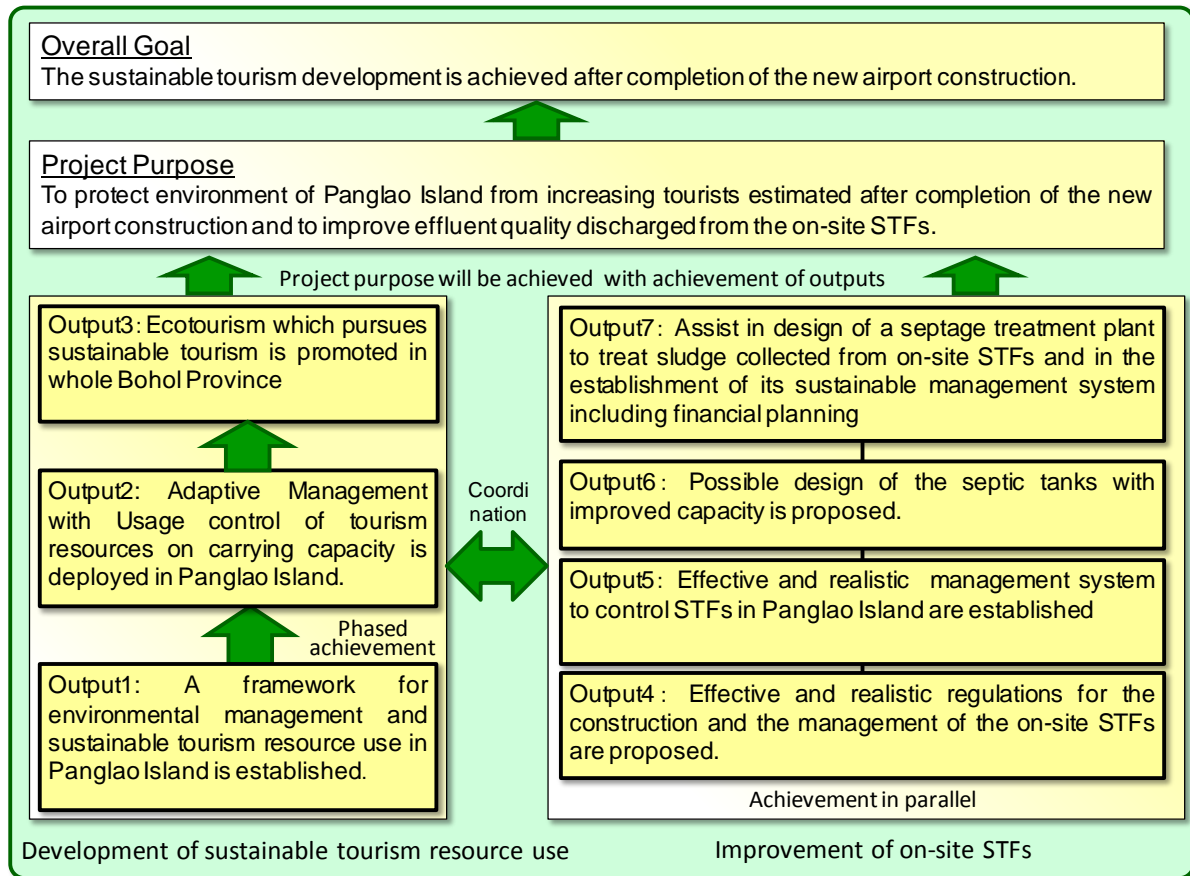 Overall Goal
The sustainable tourism development is achieved after completion of the new airport construction.
Project Purpose
To protect environment of Panglao Island from increasing tourists estimated after completion of the new
airport construction and to improve effluent quality discharged from the on-site STFs.
Project purpose will be achieved with achievement of outputs
Output3: Ecotourism which pursues
sustainable tourism is promoted in
whole Bohol Province
Output2: Adaptive Management
with Usage control of tourism
resources on carrying capacity is
deployed in Panglao Island.
Phased
achievement
Output1: A framework for
environmental management and
sustainable tourism resource use in
Panglao Island is established.
Development of sustainable tourism resource use
Coordi
nation
Output7: Assist in design of a septage treatment plant
to treat sludge collected from on-site STFs and in the
establishment of its sustainable management system
including financial planning
Output6: Possible design of the septic tanks with
improved capacity is proposed.
Output5: Effective and realistic management system
to control STFs in Panglao Island are established
Output4: Effective and realistic regulations for the
construction and the management of the on-site STFs
are proposed.
Achievement in parallel
Improvement of on-site STFs